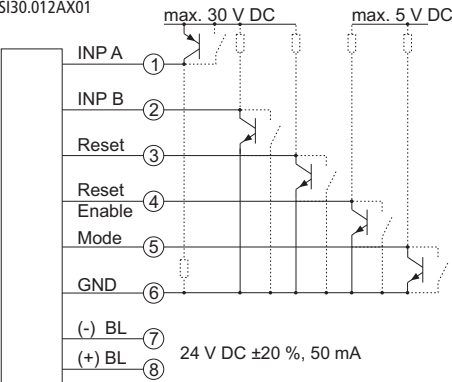 SI30.012AX01
max. 30 V DC
max. 5 V DC
INP A
1
INP B
2
Reset
3
Reset
Enable
4
Mode
5
GND
6
(-) BL
7
(+) BL
8
24 V DC ±20 %, 50 mA